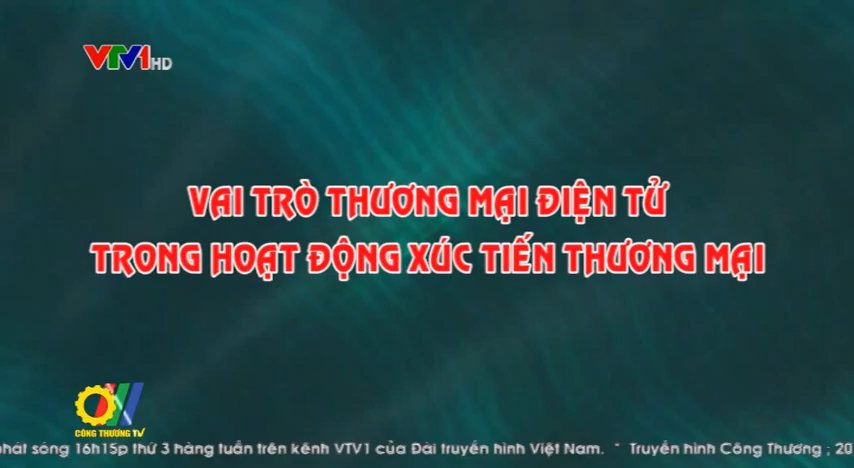 VTV1 HD
VAI TRÒ THƯƠNG MẠI ĐIỆN TỬ
TRONG HOẠT ĐỘNG XÚC TIẾN THƯƠNG MẠI
CÔNG THƯƠNG TV
phát sóng 16h15p thứ 3 hàng tuần trên kênh VTV1 của Đài truyền hình Việt Nam. " Truyền hình Công Thương ; 20